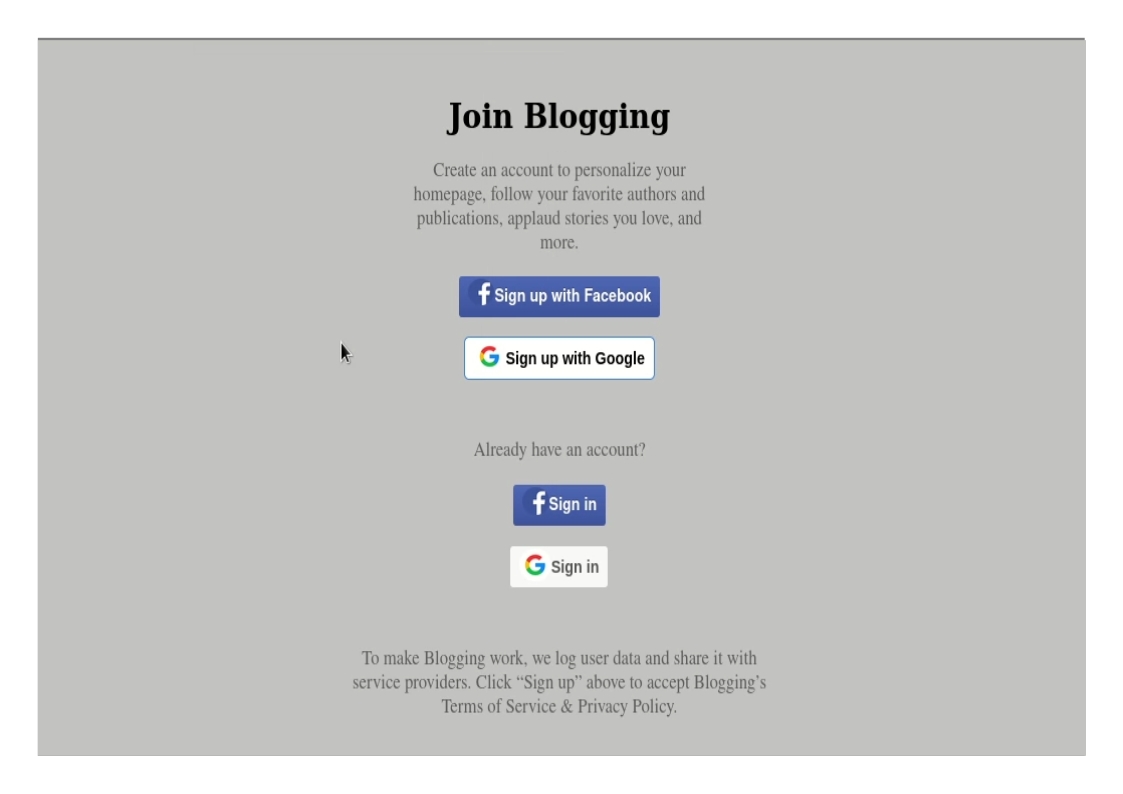 Join Blogging
Create an account to personalize your
homepage, follow your favorite authors and
publications, applaud stories you love, and
more.
Sign up with Facebook
Sign up with Google
Already have an account?
Sign in
Sign in
To make Blogging work, we log user data and share it with
service providers. Click “Sign up” above to accept Blogging’s
Terms of Service & Privacy Policy.